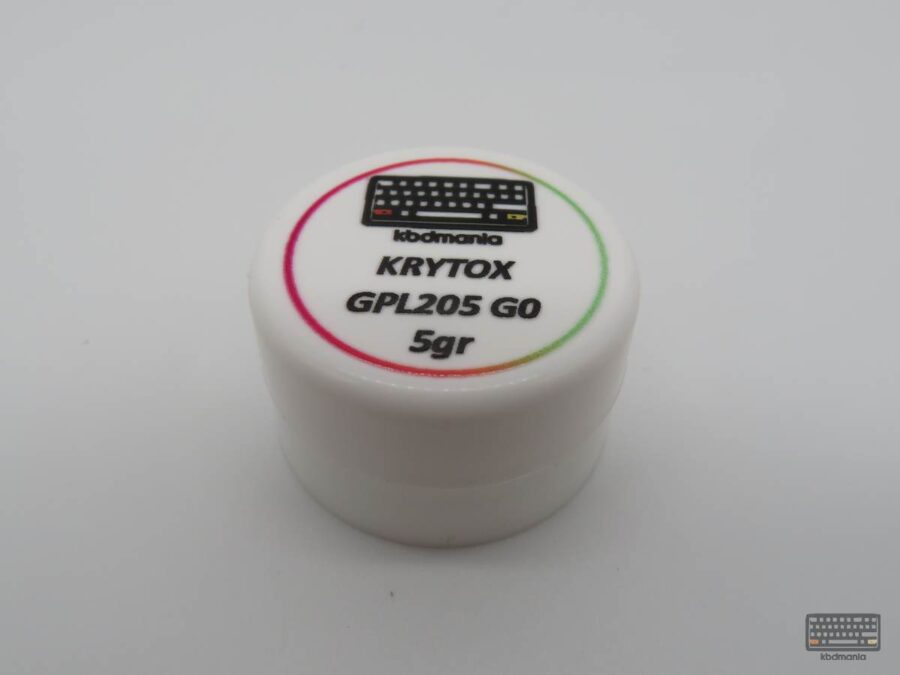 kbdmania
KRYTOX
GPL205 G0
5gr
kbdmania